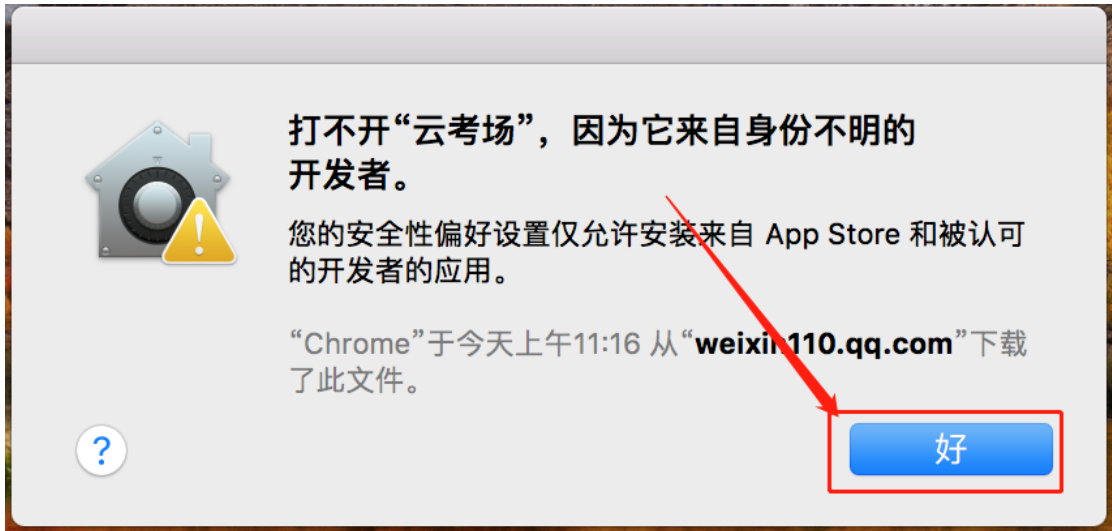 打不开“云考场”，因为它来自身份不明的
开发者。
您的安全性偏好设置仅允许安装来自 App Store 和被认可
的开发者的应用。
“Chrome”于今天上午11:16 从“weixin110.qq.com”下载
了此文件。
?
好